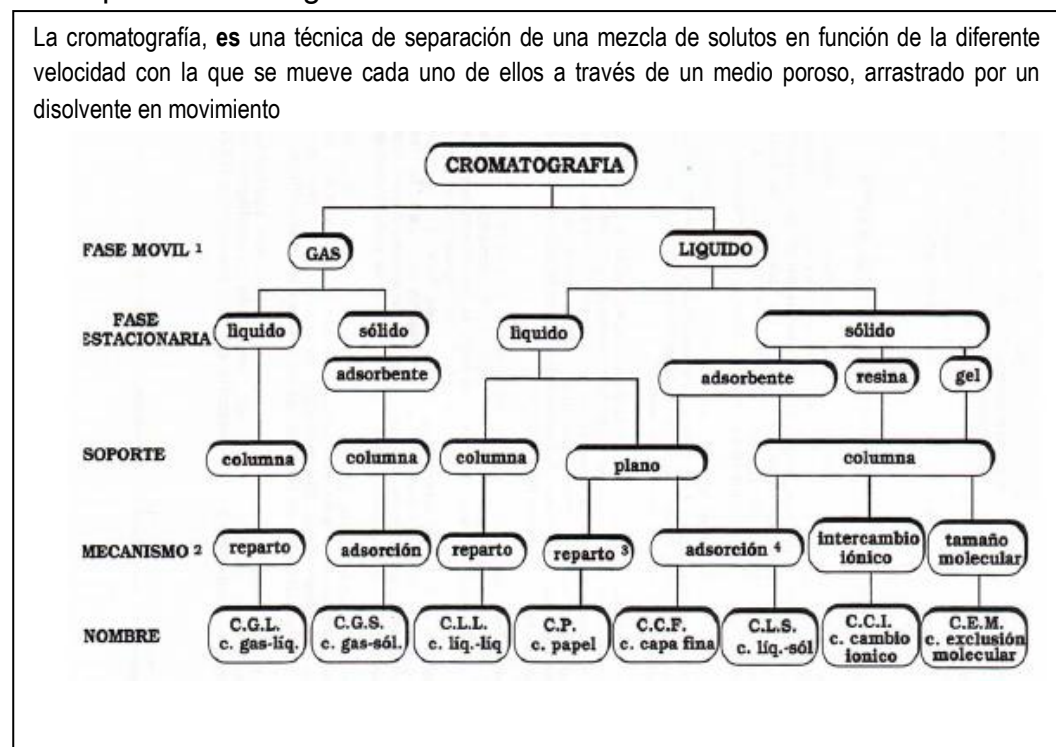 La cromatografía, es una técnica de separación de una mezcla de solutos en función de la diferente
velocidad con la que se mueve cada uno de ellos a través de un medio poroso, arrastrado por un
disolvente en movimiento
CROMATOGRAFIA
FASE MOVIL 1
GAS
LIQUIDO
FASE
ESTACIONARIA
líquido
sólido
líquido
sólido
adsorbente
adsorbente
resina
gel
SOPORTE
columna
columna
columna
plano
columna
MECANISMO 2
reparto
adsorción
reparto
reparto 3
adsorción 4
intercambio
iónico
tamaño
molecular
NOMBRE
C.G.L.
c. gas-líq.
C.G.S.
c. gas-sól.
C.L.L.
c. líq.-líq
C.P.
c. papel
C.C.F.
c. capa fina
C.L.S.
c. líq.-sól
C.C.I.
c. cambio
ionico
C.E.M.
c. exclusión
molecular